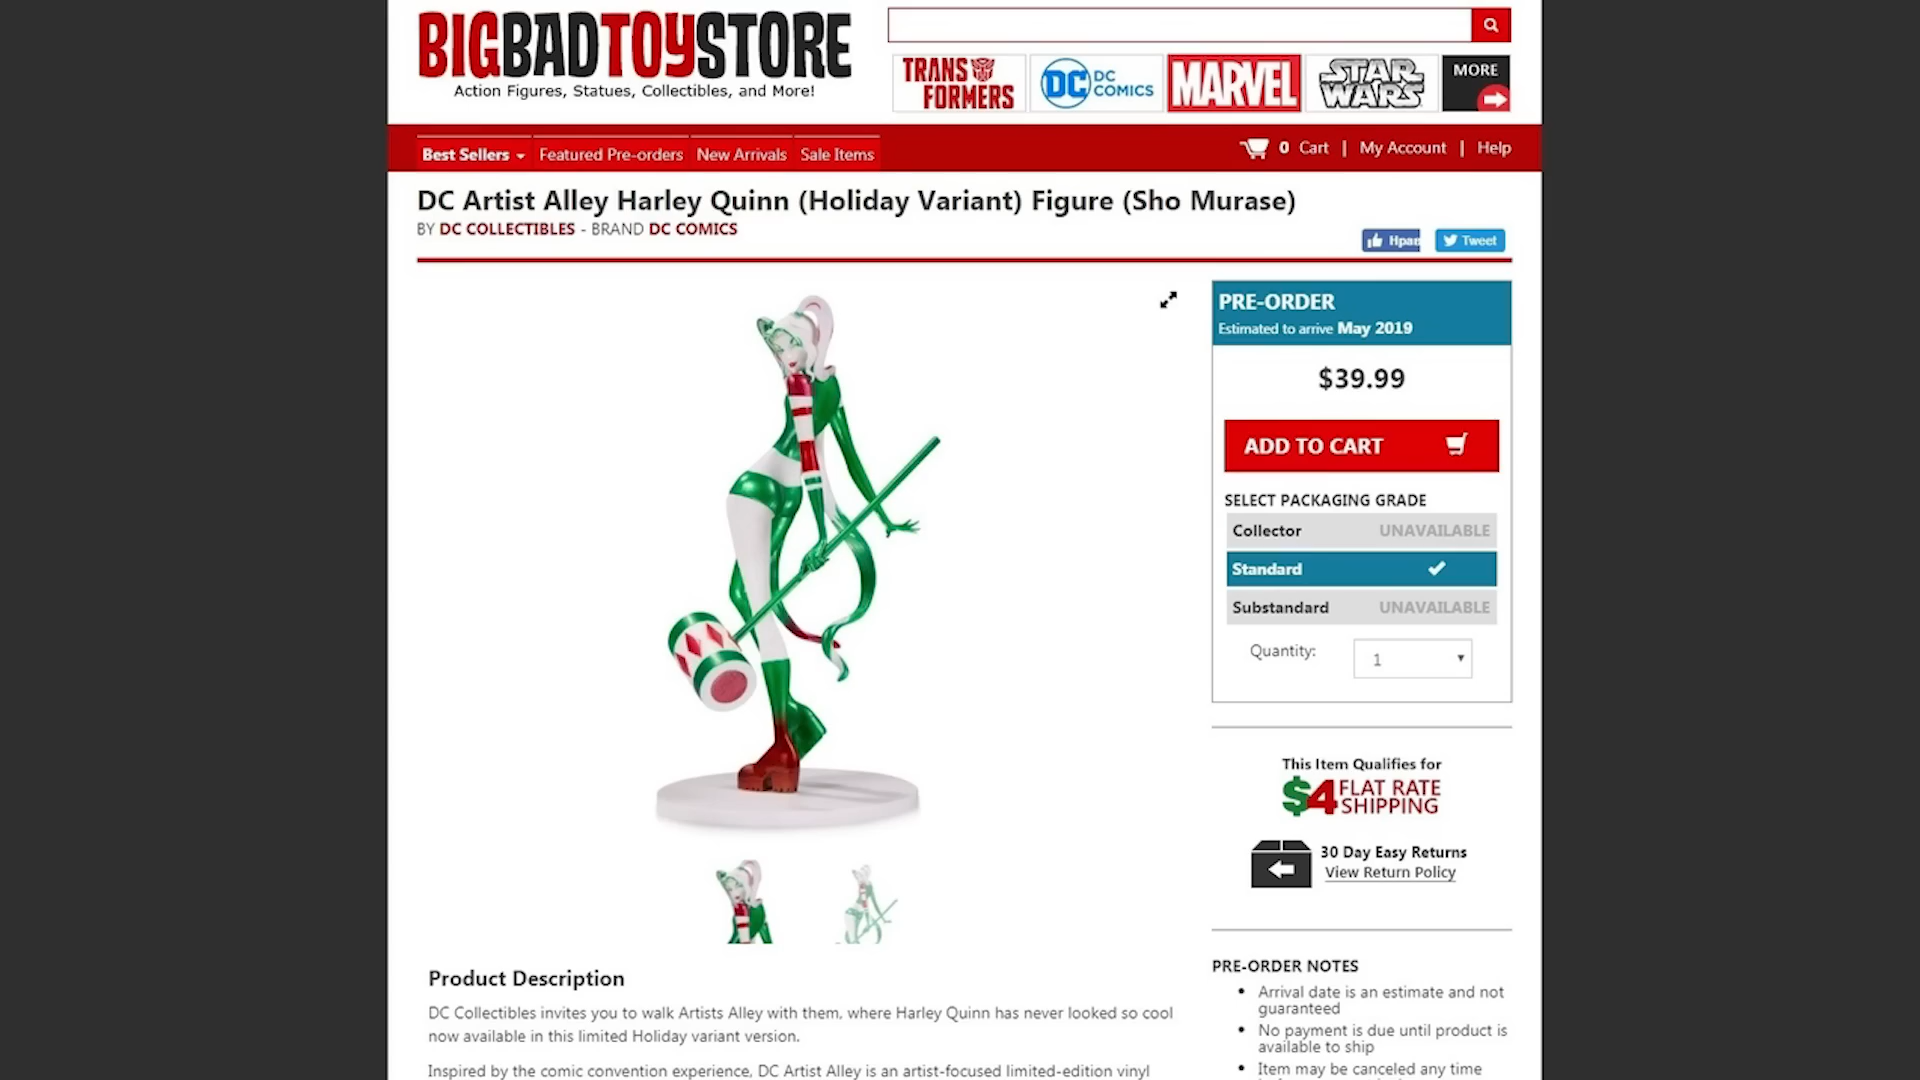 BIGBADTOYSTORE
Action Figures, Statues, Collectibles, and More!
TRANS
FORMERS
DC DC
COMICS
MARVEL
STAR
WARS
MORE
Best Sellers
Featured Pre-orders
New Arrivals
Sale Items
0 Cart | My Account | Help
DC Artist Alley Harley Quinn (Holiday Variant) Figure (Sho Murase)
BY DC COLLECTIBLES - BRAND DC COMICS
Tweet
PRE-ORDER
Estimated to arrive May 2019
$39.99
ADD TO CART
SELECT PACKAGING GRADE
Collector UNAVAILABLE
Standard
Substandard UNAVAILABLE
Quantity: 1
This Item Qualifies for
$4 FLAT RATE
SHIPPING
30 Day Easy Returns
View Return Policy
Product Description
DC Collectibles invites you to walk Artists Alley with them, where Harley Quinn has never looked so cool
now available in this limited Holiday variant version.
Inspired by the comic convention experience, DC Artist Alley is an artist-focused limited-edition vinyl
PRE-ORDER NOTES
Arrival date is an estimate and not
guaranteed
No payment is due until product is
available to ship
Item may be canceled any time